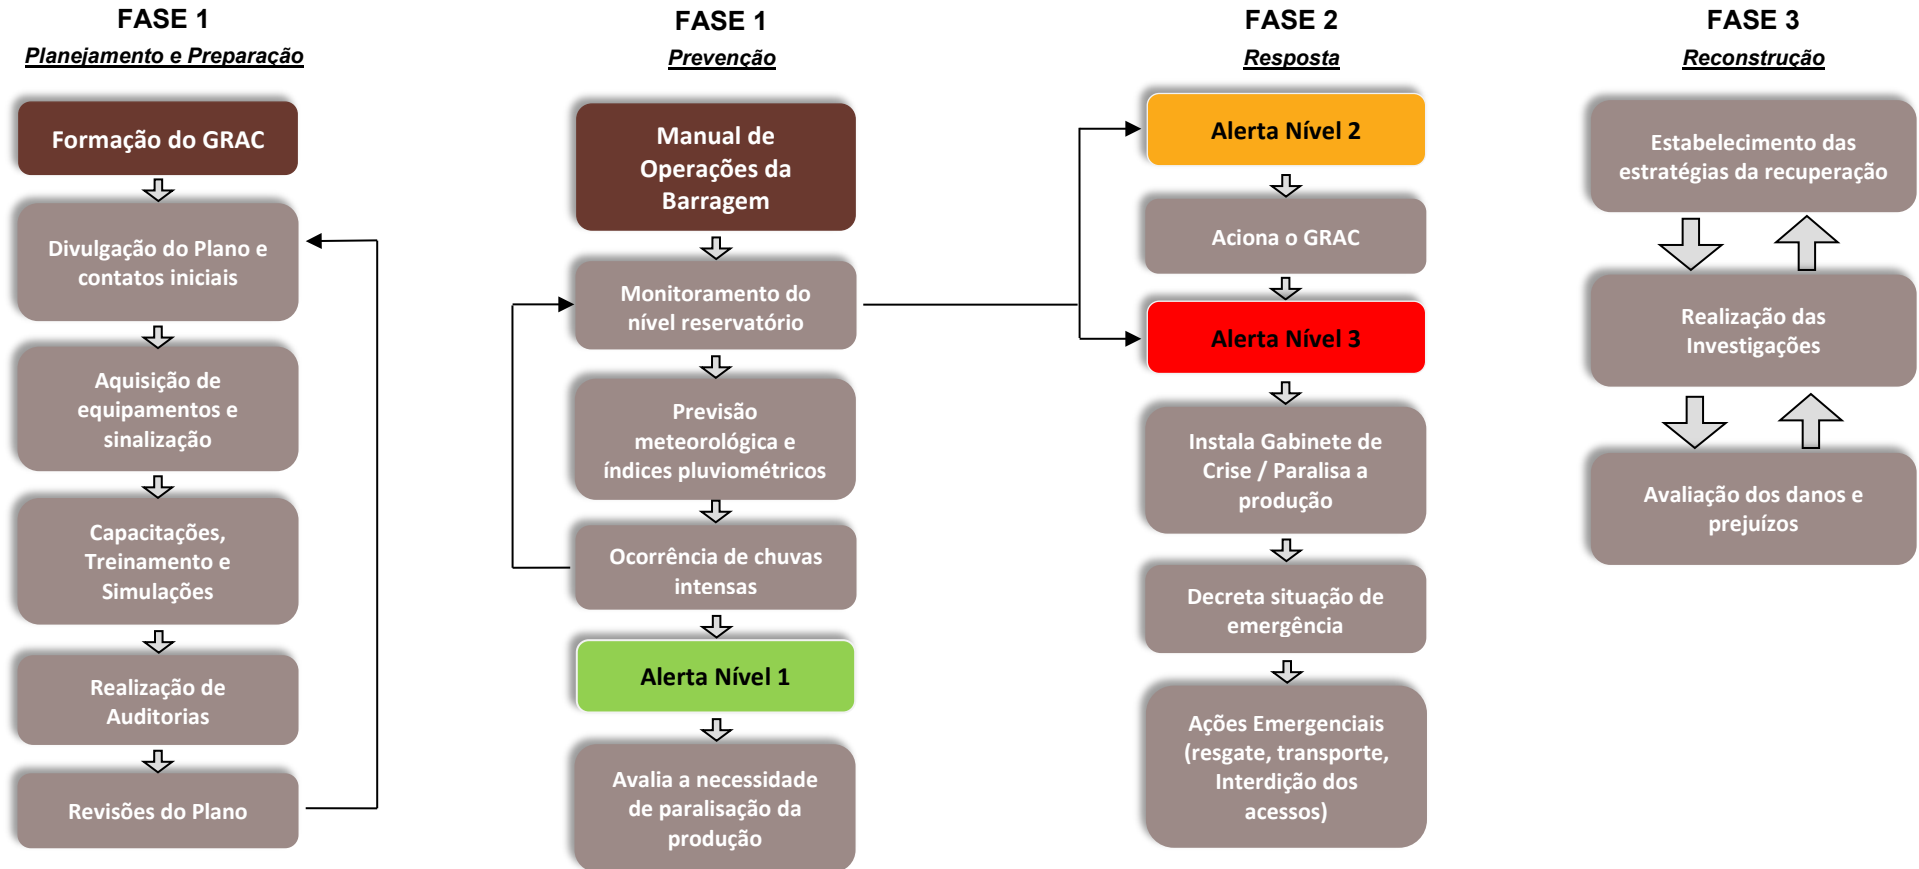 FASE 1
Planejamento e Preparação
Formação do GRAC
Divulgação do Plano e
contatos iniciais
Aquisição de
equipamentos e
sinalização
Capacitações,
Treinamento e
Simulações
Realização de
Auditorias
Revisões do Plano
FASE 1
Prevenção
Manual de
Operações da
Barragem
Monitoramento do
nível reservatório
Previsão
meteorológica e
índices pluviométricos
Ocorrência de chuvas
intensas
Alerta Nível 1
Avalia a necessidade
de paralisação da
produção
FASE 2
Resposta
Alerta Nível 2
Aciona o GRAC
Alerta Nível 3
Instala Gabinete de
Crise / Paralisa a
produção
Decreta situação de
emergência
Ações Emergenciais
(resgate, transporte,
Interdição dos
acessos)
FASE 3
Reconstrução
Estabelecimento das
estratégias da recuperação
Realização das
Investigações
Avaliação dos danos e
prejuízos